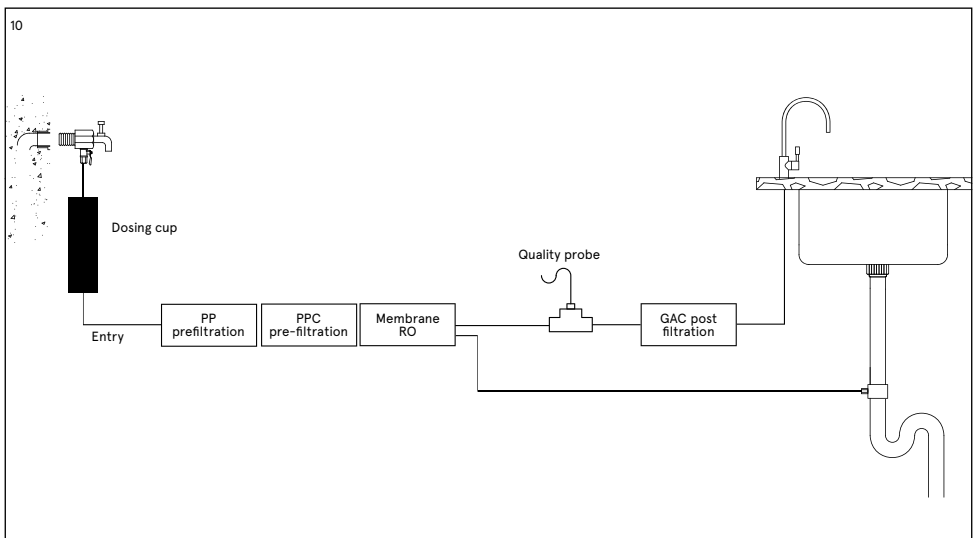 10
Dosing cup
Quality probe
Entry
PP
prefiltration
PPC
pre-filtration
Membrane
RO
GAC post
filtration